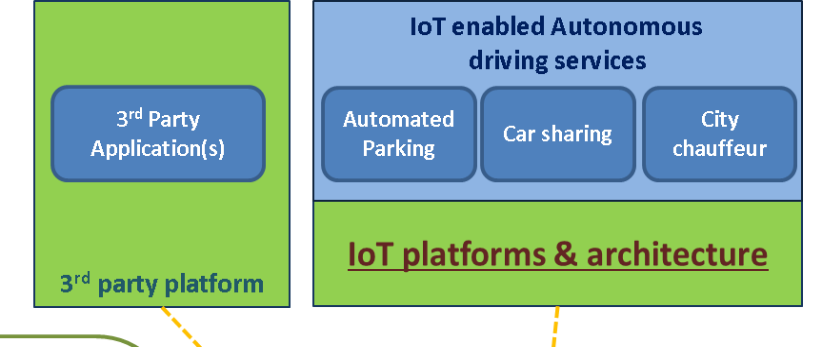 3rd Party
Application(s)
3rd party platform
IoT enabled Autonomous
driving services
Automated
Parking
Car sharing
City
chauffeur
IoT platforms & architecture